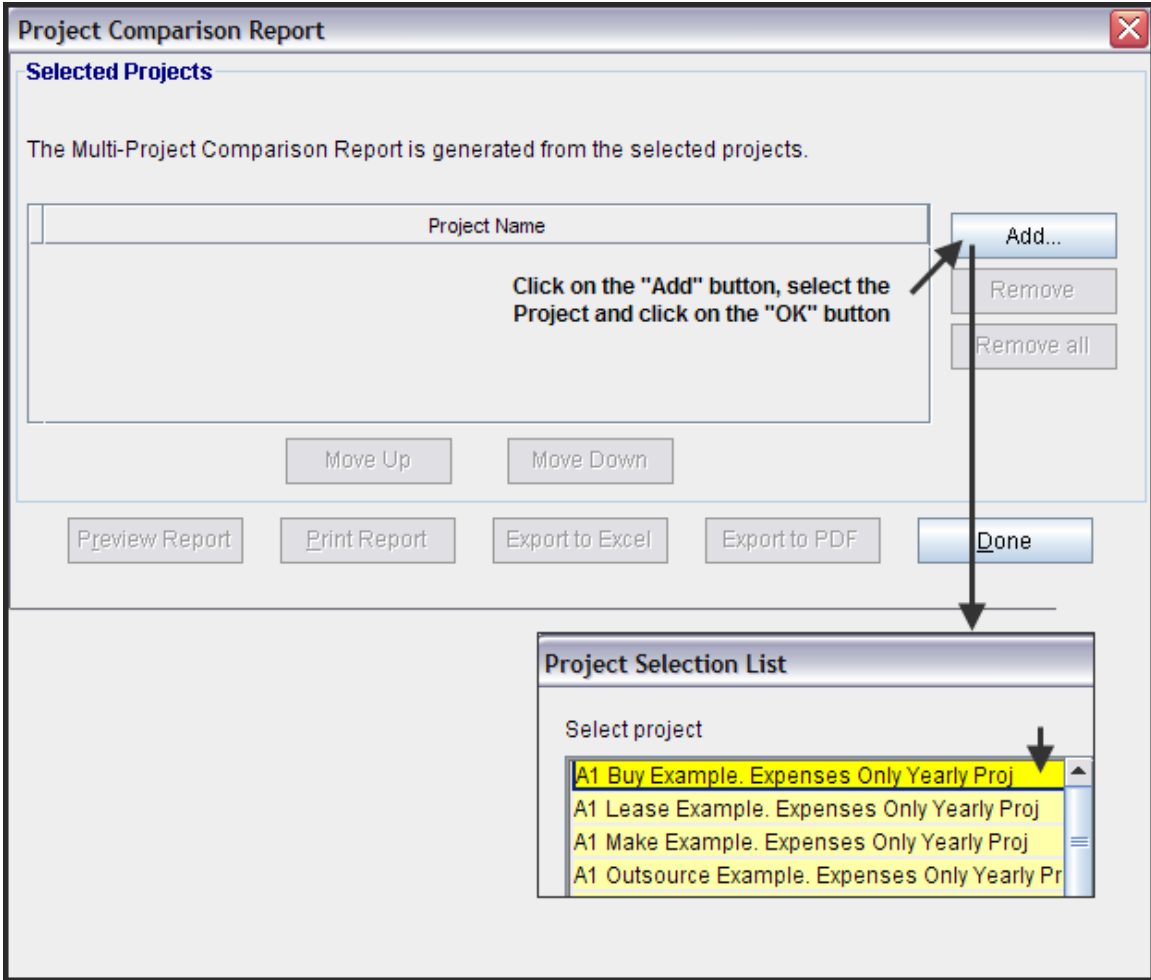 Project Comparison Report
Selected Projects
The Multi-Project Comparison Report is generated from the selected projects.
Project Name
Add...
Click on the "Add" button, select the
Project and click on the "OK" button
Remove
Remove all
Move Up
Move Down
Preview Report
Print Report
Export to Excel
Export to PDF
Done
Project Selection List
Select project
A1 Buy Example. Expenses Only Yearly Proj
A1 Lease Example. Expenses Only Yearly Proj
A1 Make Example. Expenses Only Yearly Proj
A1 Outsource Example. Expenses Only Yearly Pr